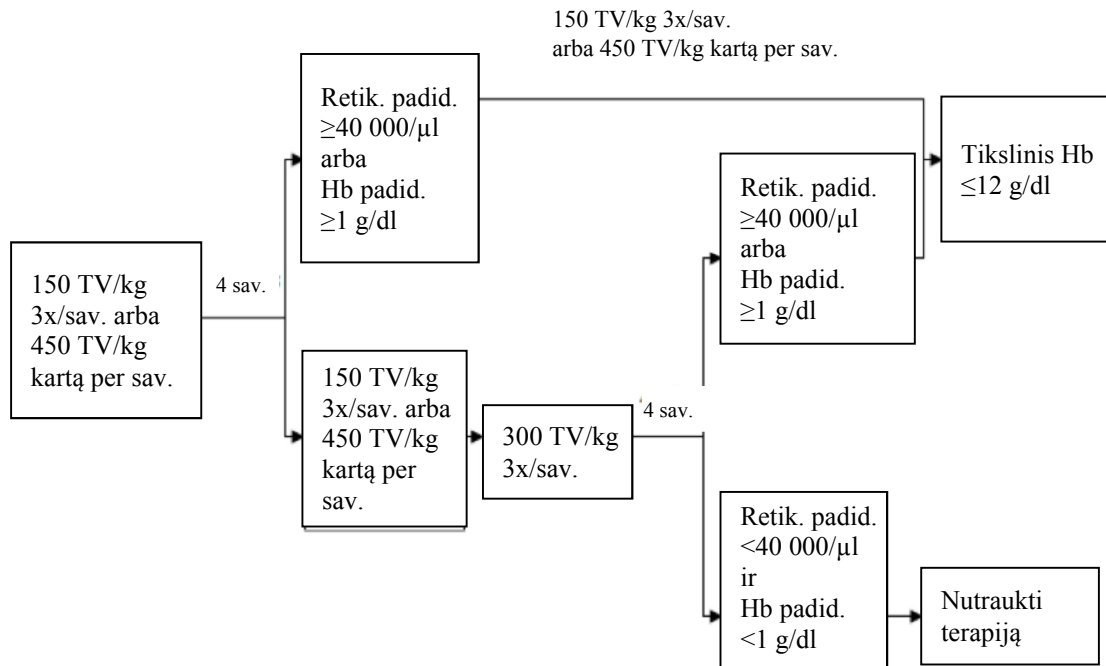 150 TV/kg 3x/sav.
arba 450 TV/kg kartą per sav.
Retik. padid.
≥40 000/µl
arba
Hb padid.
≥1 g/dl
Tikslinis Hb
≤12 g/dl
Retik. padid.
≥40 000/µl
arba
Hb padid.
≥1 g/dl
150 TV/kg
3x/sav. arba
450 TV/kg
kartą per sav.
4 sav.
150 TV/kg
3x/sav. arba
450 TV/kg
kartą per
sav.
300 TV/kg
3x/sav.
4 sav.
Retik. padid.
<40 000/µl
ir
Hb padid.
<1 g/dl
Nutraukti
terapiją